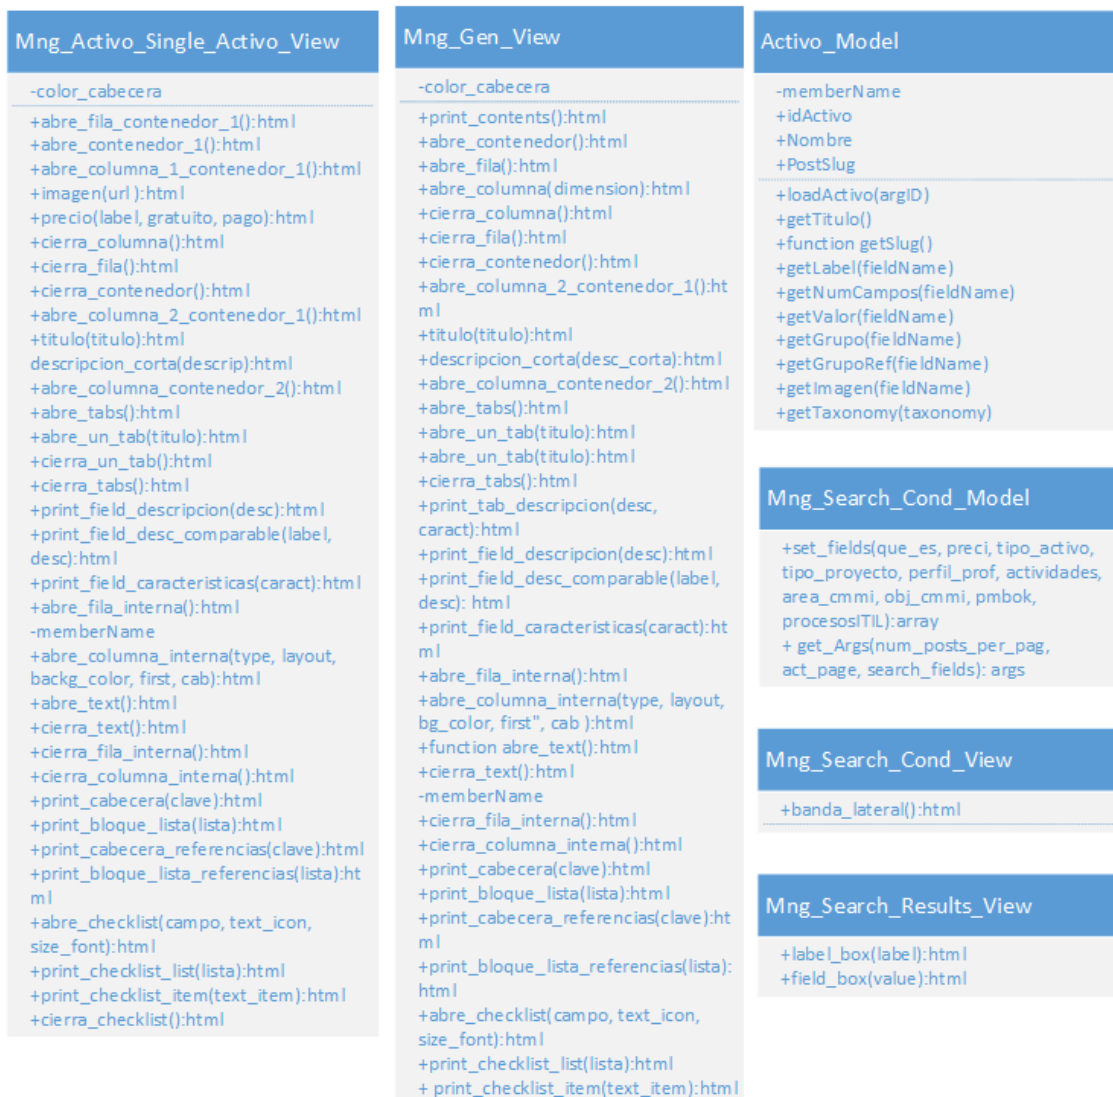 Mng_Activo_Single_Activo_View
-color_cabecera
+abre_fila_contenedor_1():html
+abre_contenedor_1():html
+abre_columna_1_contenedor_1():html
+imagen(url ):html
+precio(label, gratuito, pago):html
+cierra_columna():html
+cierra_fila():html
+cierra_contenedor():html
+abre_columna_2_contenedor_1():html
+titulo(titulo):html
descripcion_corta(descrip):html
+abre_columna_contenedor_2():html
+abre_tabs():html
+abre_un_tab(titulo):html
+cierra_un_tab():html
+cierra_tabs():html
+print_field_descripcion(desc):html
+print_field_desc_comparable(label,
desc):html
+print_field_caracteristicas(caract):html
+abre_fila_interna():html
-memberName
+abre_columna_interna(type, layout,
backg_color, first, cab):html
+abre_text():html
+cierra_text():html
+cierra_fila_interna():html
+cierra_columna_interna():html
+print_cabecera(clave):html
+print_bloque_lista(lista):html
+print_cabecera_referencias(clave):html
+print_bloque_lista_referencias(lista):ht
ml
+abre_checklist(campo, text_icon,
size_font):html
+print_checklist_list(lista):html
+print_checklist_item(text_item):html
+cierra_checklist():html
Mng_Gen_View
-color_cabecera
+print_contents():html
+abre_contenedor():html
+abre_fila():html
+abre_columna(dimension):html
+cierra_columna():html
+cierra_fila():html
+cierra_contenedor():html
+abre_columna_2_contenedor_1():ht
ml
+titulo(titulo):html
+descripcion_corta(desc_corta):html
+abre_columna_contenedor_2():html
+abre_tabs():html
+abre_un_tab(titulo):html
+abre_un_tab(titulo):html
+cierra_tabs():html
+print_tab_descripcion(desc,
caract):html
+print_field_descripcion(desc):html
+print_field_desc_comparable(label,
desc): html
+print_field_caracteristicas(caract):ht
ml
+abre_fila_interna():html
+abre_columna_interna(type, layout,
bg_color, first", cab ):html
+function abre_text():html
+cierra_text():html
-memberName
+cierra_fila_interna():html
+cierra_columna_interna():html
+print_cabecera(clave):html
+print_bloque_lista(lista):html
+print_cabecera_referencias(clave):ht
ml
+print_bloque_lista_referencias(lista):
html
+abre_checklist(campo, text_icon,
size_font):html
+print_checklist_list(lista):html
+ print_checklist_item(text_item):html
Activo_Model
-memberName
+idActivo
+Nombre
+PostSlug
+loadActivo(argID)
+getTitulo()
+function getSlug()
+getLabel(fieldName)
+getNumCampos(fieldName)
+getValor(fieldName)
+getGrupo(fieldName)
+getGrupoRef(fieldName)
+getImagen(fieldName)
+getTaxonomy(taxonomy)
Mng_Search_Cond_Model
+set_fields(que_es, preci, tipo_activo,
tipo_proyecto, perfil_prof, actividades,
area_cmmi, obj_cmmi, pmbok,
procesosITIL):array
+ get_Args(num_posts_per_pag,
act_page, search_fields): args
Mng_Search_Cond_View
+banda_lateral():html
Mng_Search_Results_View
+label_box(label):html
+field_box(value):html